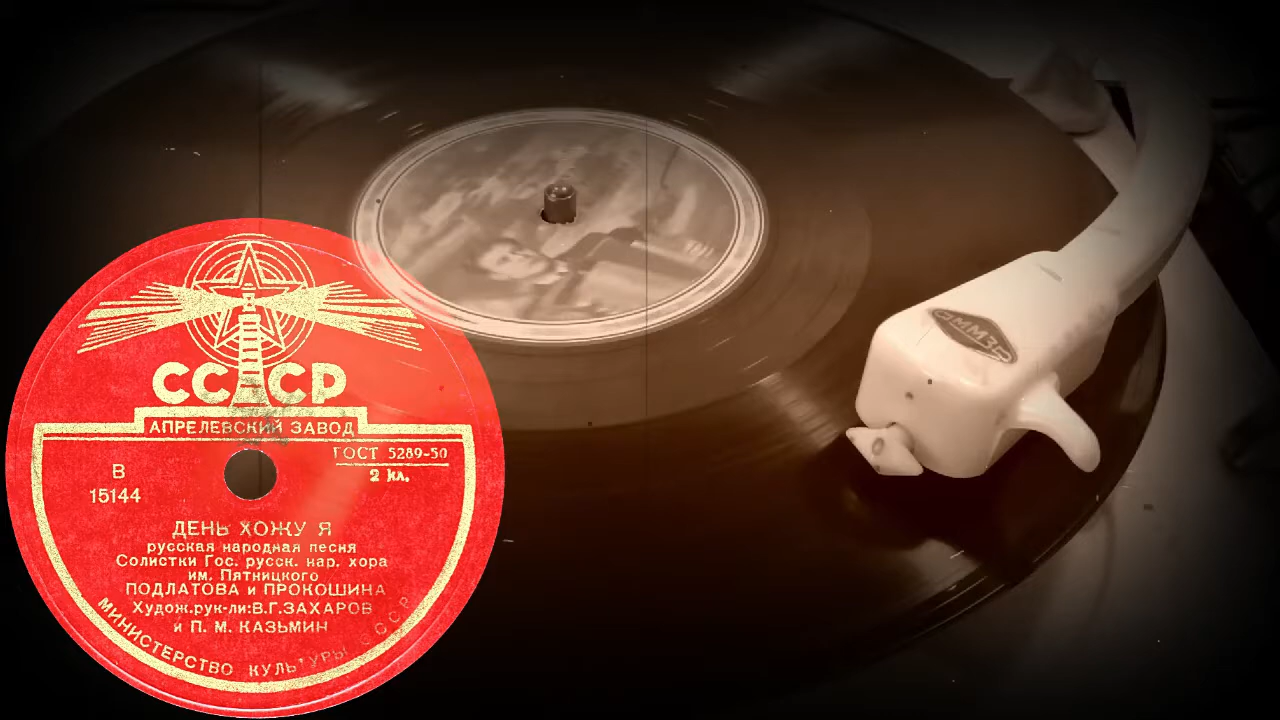 СССР
АПРЕЛЕВСКИЙ ЗАВОД
ГОСТ 5289-50
2 кл.
В
15144
ДЕНЬ ХОЖУ Я
русская народная песня
Солистки Гос. русск. нар. хора
им. Пятницкого
ПОДЛАТОВА и ПРОКОШИНА
Худож.рук-ли:В.Г.ЗАХАРОВ
и П. М. КАЗЬМИН
МИНИСТЕРСТВО КУЛЬТУРЫ СССР